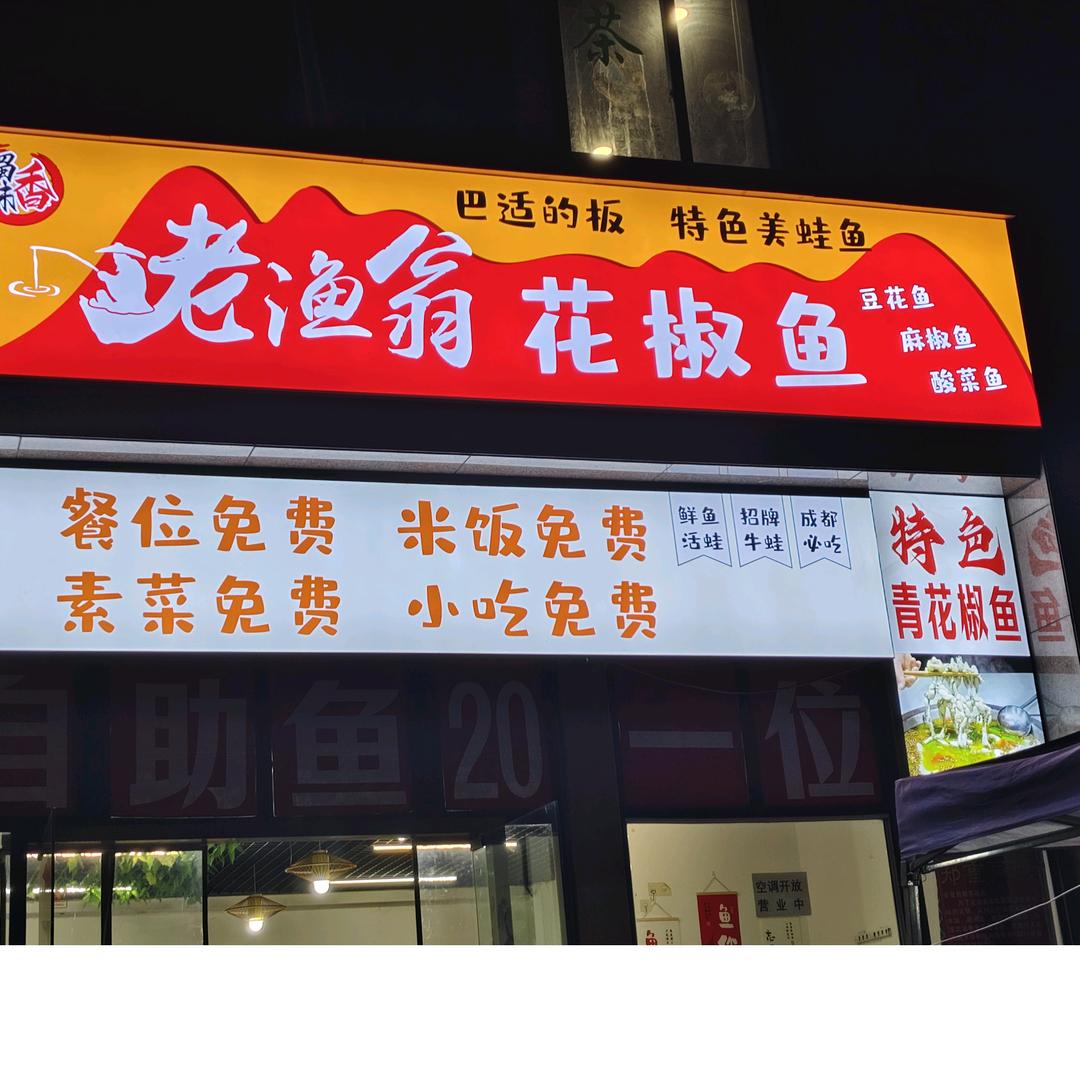 茶
香
巴适的板 特色美蛙鱼
老渔翁 花椒鱼
豆花鱼
麻椒鱼
酸菜鱼
餐位免费 米饭免费
素菜免费 小吃免费
鲜鱼
活蛙
招牌
牛蛙
成都
必吃
特色
青花椒鱼
自助鱼20一位
空调开放
营业中
鱼